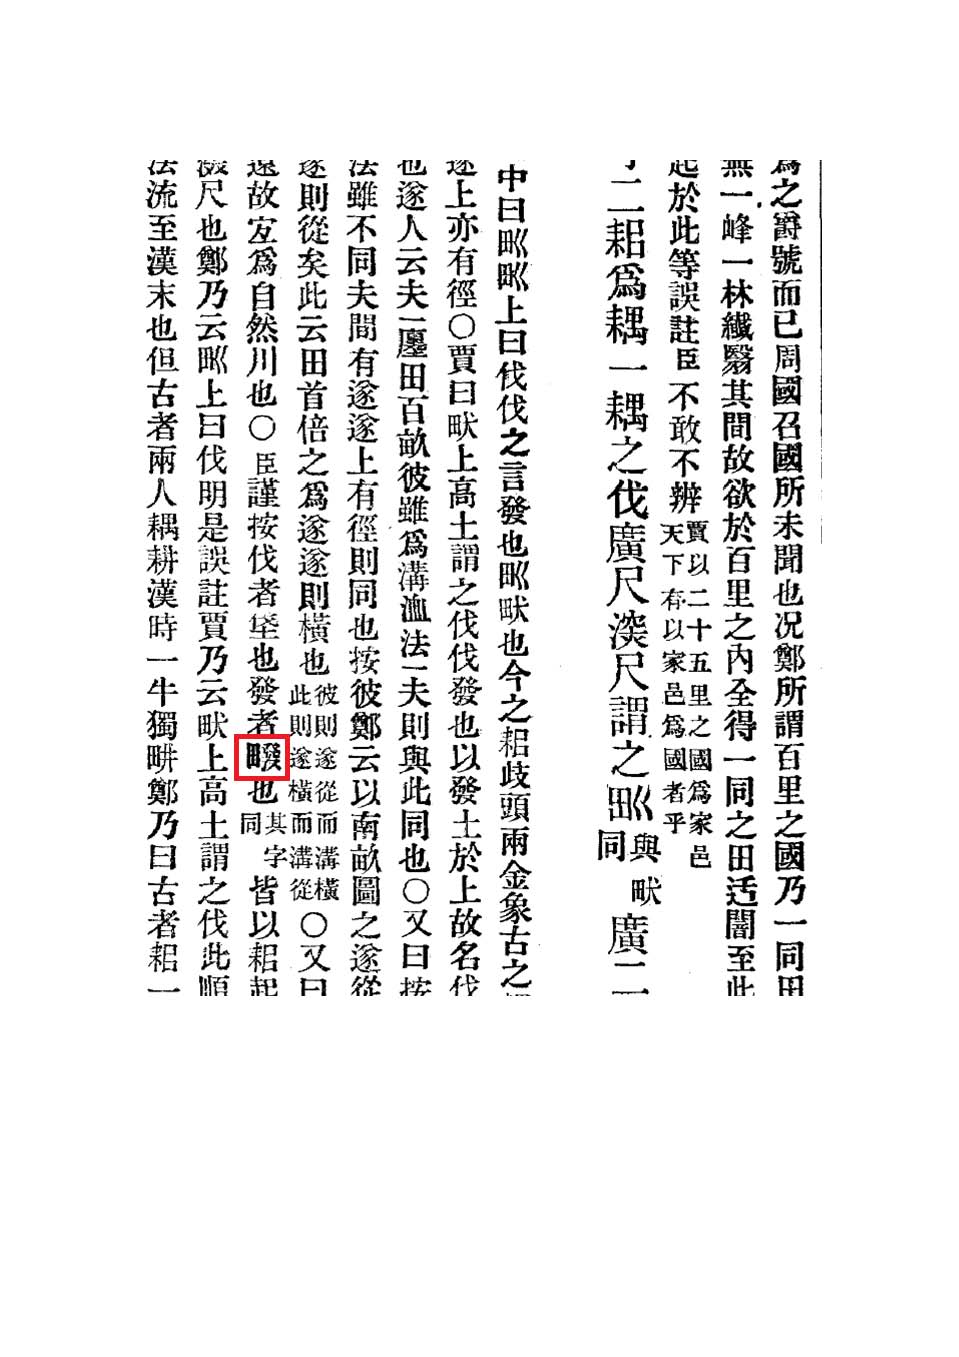 爲之爵號而已周國召國所未聞也况鄭所謂百里之國乃一同田
無一峰一林纖翳其間故欲於百里之內全得一同之田迃闇至此
起於此等誤註臣不敢不辨
賈以二十五里之國爲家邑
天下有以家邑爲國者乎
二耜爲耦一耦之伐廣尺深尺謂之𤰕與畎同廣二
中曰𤰕𤰕上曰伐伐之言發也𤰕畎也今之耜歧頭兩金象古之
遂上亦有徑〇賈曰畎上高土謂之伐伐發也以發土於上故名伐
也遂人云夫一廛田百畝彼雖爲溝洫法一夫則與此同也〇又曰按
法雖不同夫間有遂遂上有徑則同也按彼鄭云以南畝圖之遂從
遂則從矣此云田首倍之爲遂遂則橫也
彼則遂從而溝橫
此則遂橫而溝從
〇又曰
遠故宐爲自然川也〇臣謹按伐者垡也發者也其字同皆以耜起
尺也鄭乃云𤰕上曰伐明是誤註賈乃云畎上高土謂之伐此順
法流至漢末也但古者兩人耦耕漢時一牛獨畊鄭乃曰古者耜一